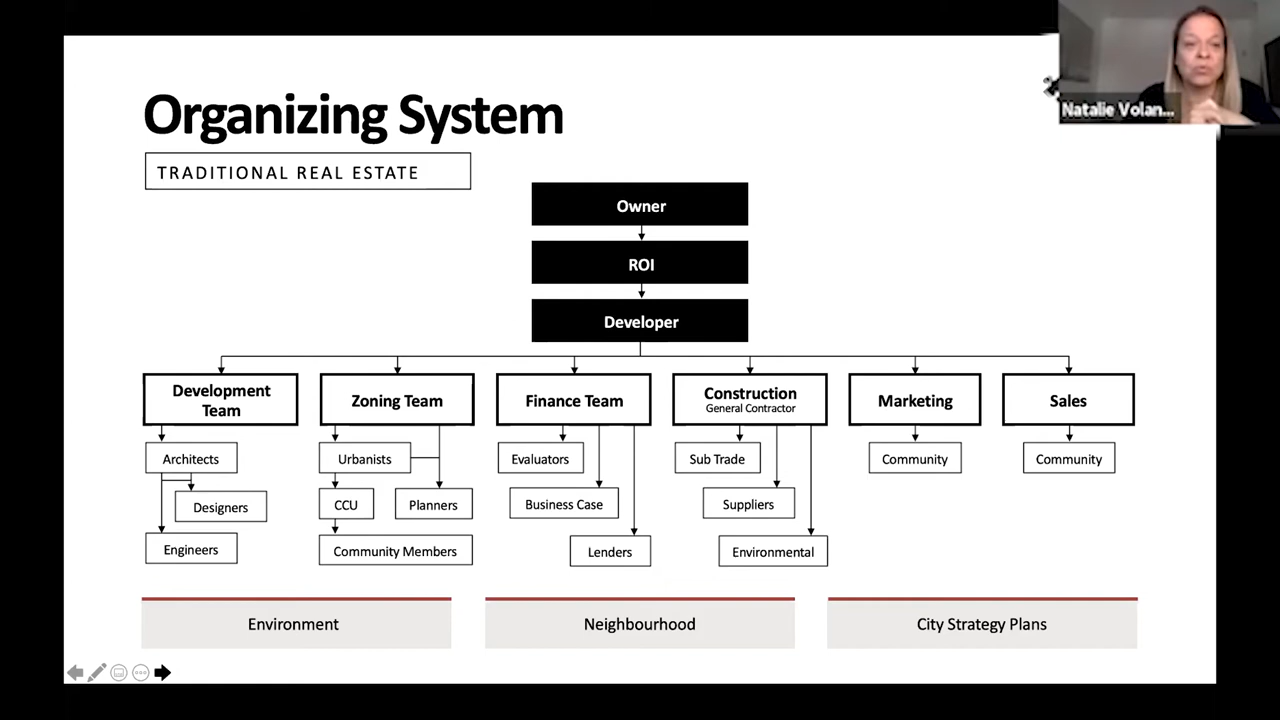 Natalie Volan...
Organizing System
TRADITIONAL REAL ESTATE
Owner
ROI
Developer
Development
Team
Zoning Team
Finance Team
Construction
General Contractor
Marketing
Sales
Architects
Urbanists
Evaluators
Sub Trade
Community
Community
Designers
CCU
Planners
Business Case
Suppliers
Engineers
Community Members
Lenders
Environmental
Environment
Neighbourhood
City Strategy Plans